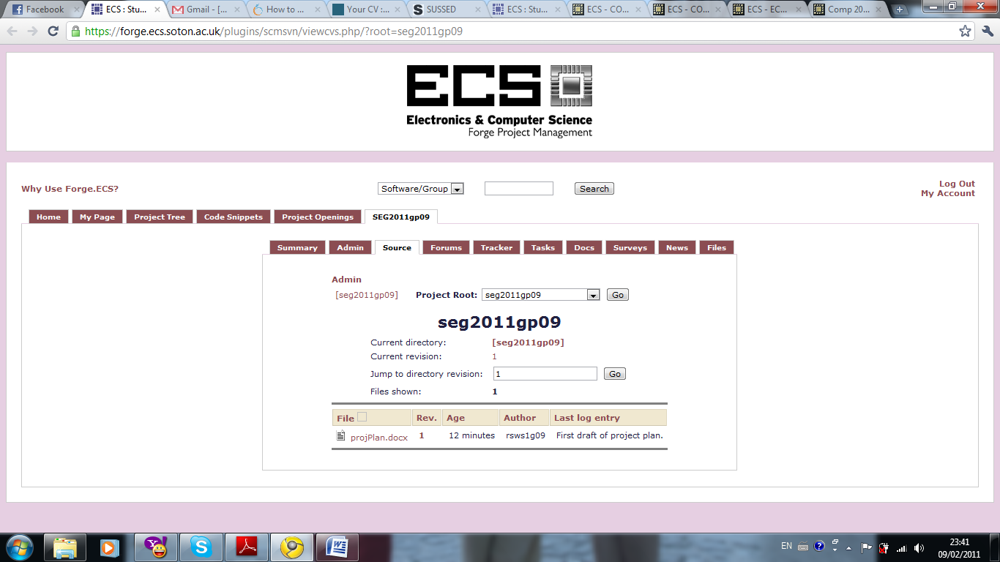 Facebook
ECS : Stu...
Gmail - [...
How to ...
Your CV :...
SUSSED
ECS : Stu...
ECS - CO...
ECS - CO...
ECS - EC...
Comp 20...
https://forge.ecs.soton.ac.uk/plugins/scmsvn/viewcvs.php/?root=seg2011gp09
ECS
Electronics & Computer Science
Forge Project Management
Why Use Forge.ECS?
Software/Group
Search
Log Out
My Account
Home
My Page
Project Tree
Code Snippets
Project Openings
SEG2011gp09
Summary
Admin
Source
Forums
Tracker
Tasks
Docs
Surveys
News
Files
Admin
[seg2011gp09] Project Root: seg2011gp09 Go
seg2011gp09
Current directory: [seg2011gp09]
Current revision: 1
Jump to directory revision: 1 Go
Files shown: 1
File Rev. Age Author Last log entry
projPlan.docx 1 12 minutes rsws1g09 First draft of project plan.
EN
23:41
09/02/2011